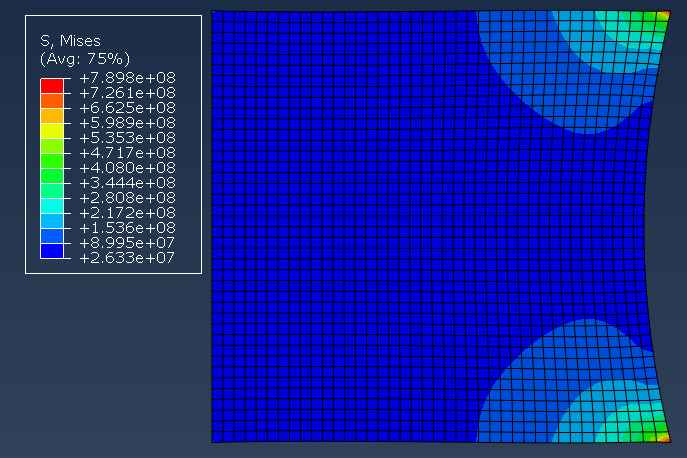 S, Mises
(Avg: 75%)
+7.898e+08
+7.261e+08
+6.625e+08
+5.989e+08
+5.353e+08
+4.717e+08
+4.080e+08
+3.444e+08
+2.808e+08
+2.172e+08
+1.536e+08
+8.995e+07
+2.633e+07